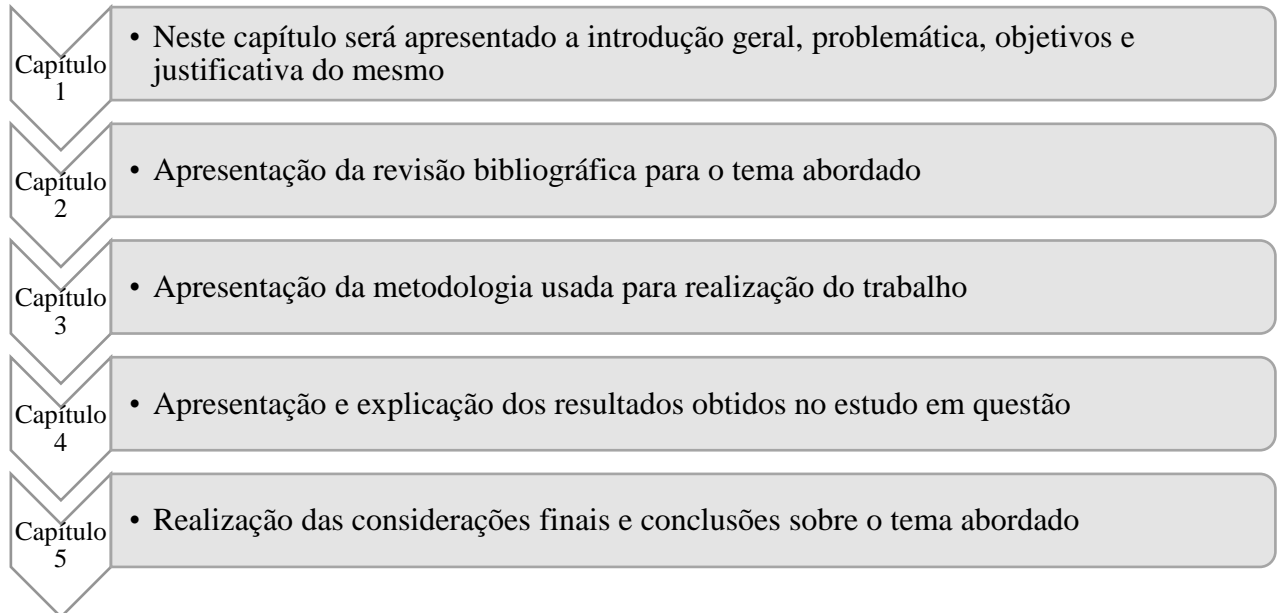 Capítulo
1
• Neste capítulo será apresentado a introdução geral, problemática, objetivos e
justificativa do mesmo
Capítulo
2
• Apresentação da revisão bibliográfica para o tema abordado
Capítulo
3
• Apresentação da metodologia usada para realização do trabalho
Capítulo
4
• Apresentação e explicação dos resultados obtidos no estudo em questão
Capítulo
5
• Realização das considerações finais e conclusões sobre o tema abordado